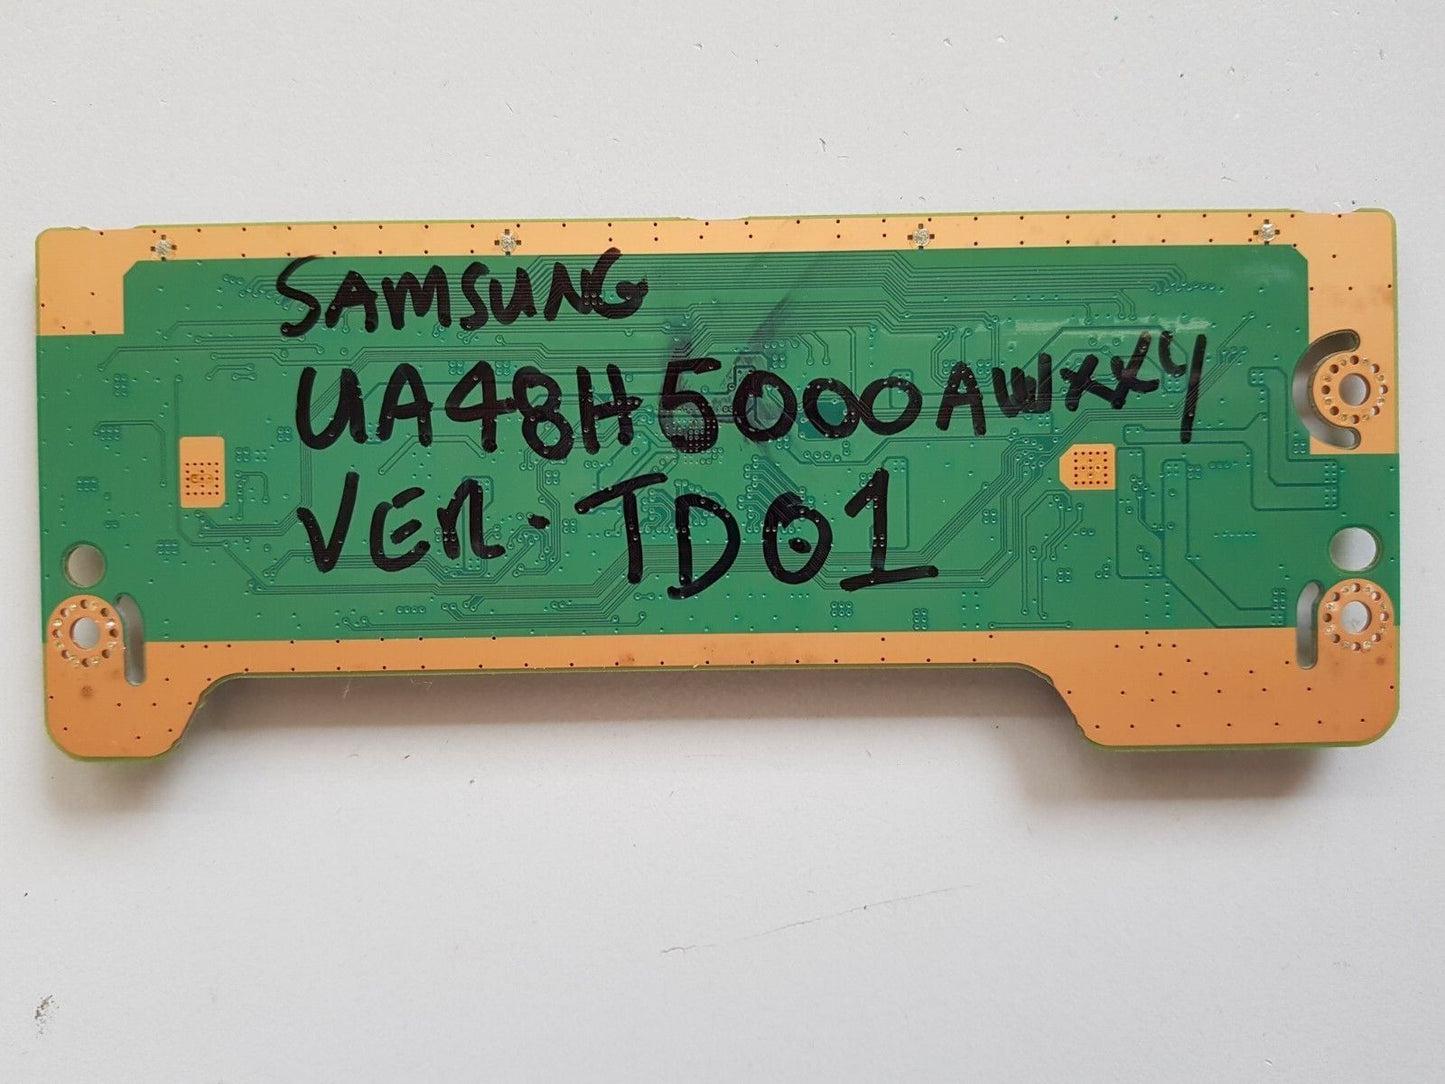 SAMSUNG
UA48H5000AWXXY
VER. TD01